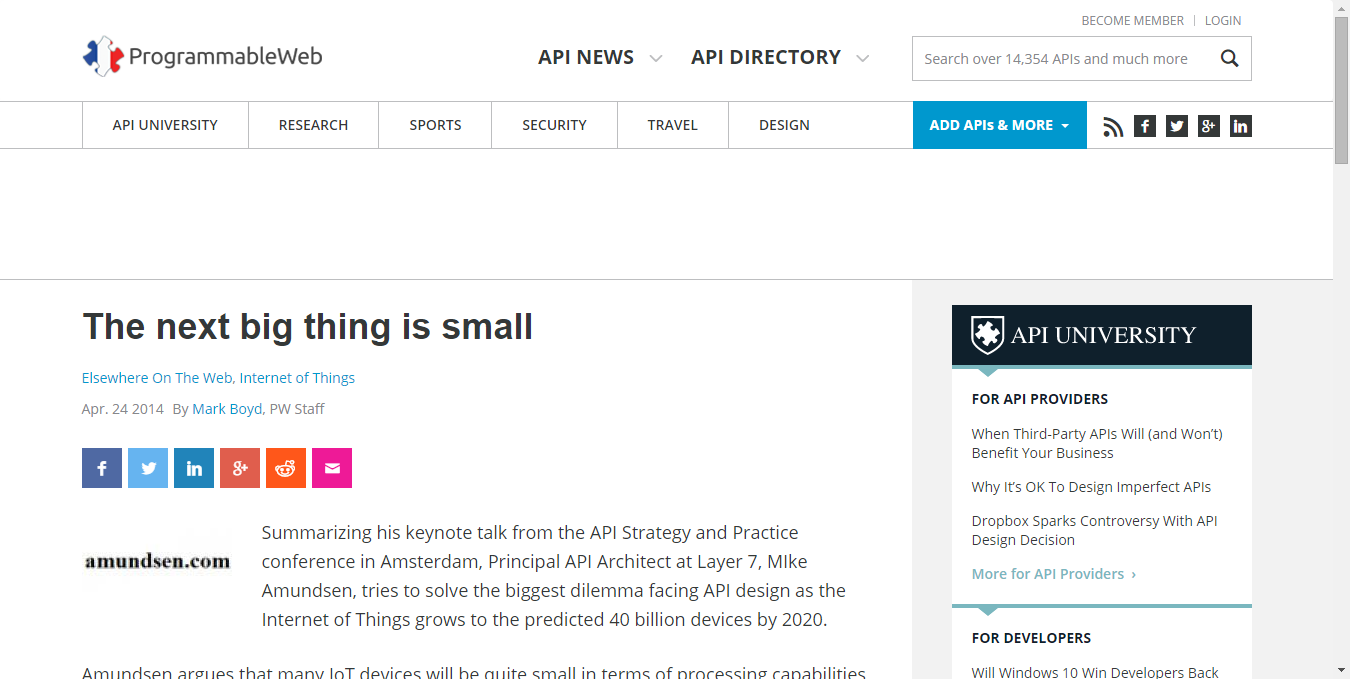 BECOME MEMBER | LOGIN
ProgrammableWeb
API NEWS API DIRECTORY
Search over 14,354 APIs and much more
API UNIVERSITY RESEARCH SPORTS SECURITY TRAVEL DESIGN
ADD APIs & MORE
The next big thing is small
Elsewhere On The Web, Internet of Things
Apr. 24 2014 By Mark Boyd, PW Staff
amundsen.com
Summarizing his keynote talk from the API Strategy and Practice
conference in Amsterdam, Principal API Architect at Layer 7, MIke
Amundsen, tries to solve the biggest dilemma facing API design as the
Internet of Things grows to the predicted 40 billion devices by 2020.
Amundsen argues that many IoT devices will be quite small in terms of processing capabilities
API UNIVERSITY
FOR API PROVIDERS
When Third-Party APIs Will (and Won’t)
Benefit Your Business
Why It’s OK To Design Imperfect APIs
Dropbox Sparks Controversy With API
Design Decision
More for API Providers ›
FOR DEVELOPERS
Will Windows 10 Win Developers Back